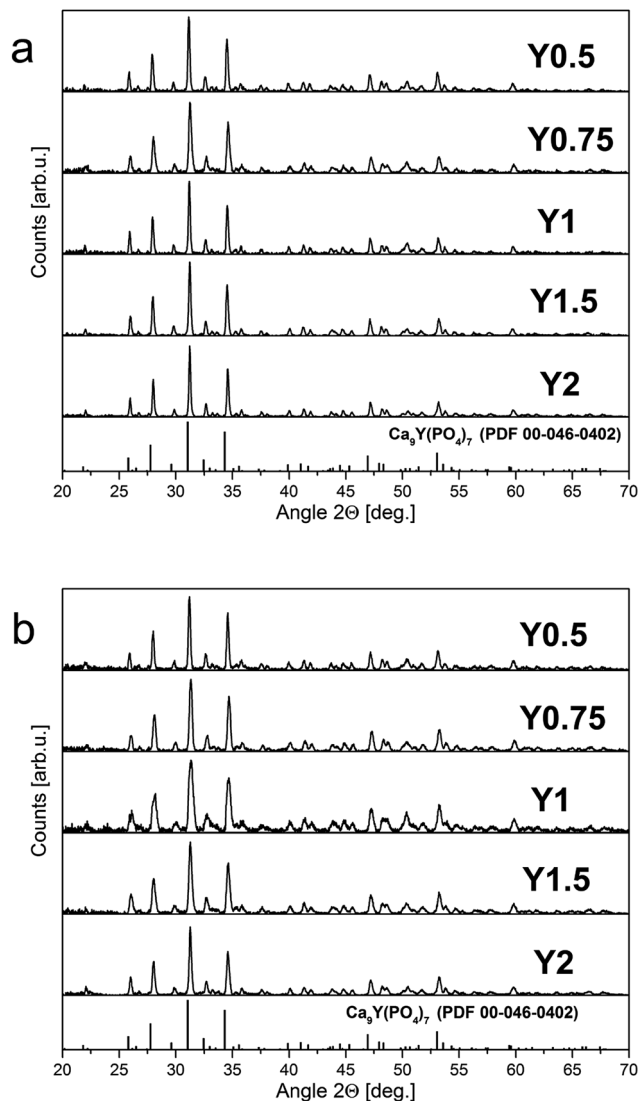 a
Y0.5
Y0.75
Y1
Y1.5
Y2
Ca₉Y(PO₄)₇ (PDF 00-046-0402)
Counts [arb.u.]
20 25 30 35 40 45 50 55 60 65 70
Angle 2Θ [deg.]
b
Y0.5
Y0.75
Y1
Y1.5
Y2
Ca₉Y(PO₄)₇ (PDF 00-046-0402)
Counts [arb.u.]
20 25 30 35 40 45 50 55 60 65 70
Angle 2Θ [deg.]